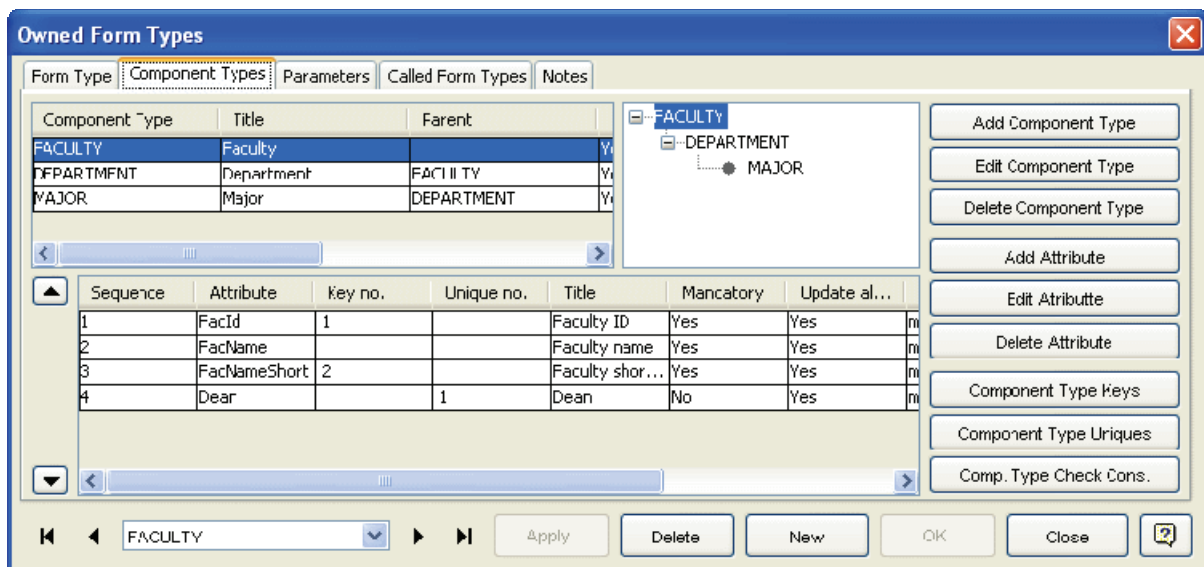 Owned Form Types
Form Type Component Types Parameters Called Form Types Notes
Component Type Title Parent
FACULTY Faculty
DEPARTMENT Department FACULTY
MAJOR Major DEPARTMENT
FACULTY
DEPARTMENT
MAJOR
Add Component Type
Edit Component Type
Delete Component Type
Add Attribute
Edit Atributte
Delete Attribute
Component Type Keys
Component Type Uniques
Comp. Type Check Cons.
Sequence Attribute Key no. Unique no. Title Mandatory Update al...
1 FacId 1 Faculty ID Yes Yes
2 FacName Faculty name Yes Yes
3 FacNameShort 2 Faculty shor... Yes Yes
4 Dean 1 Dean No Yes
FACULTY Apply Delete New OK Close